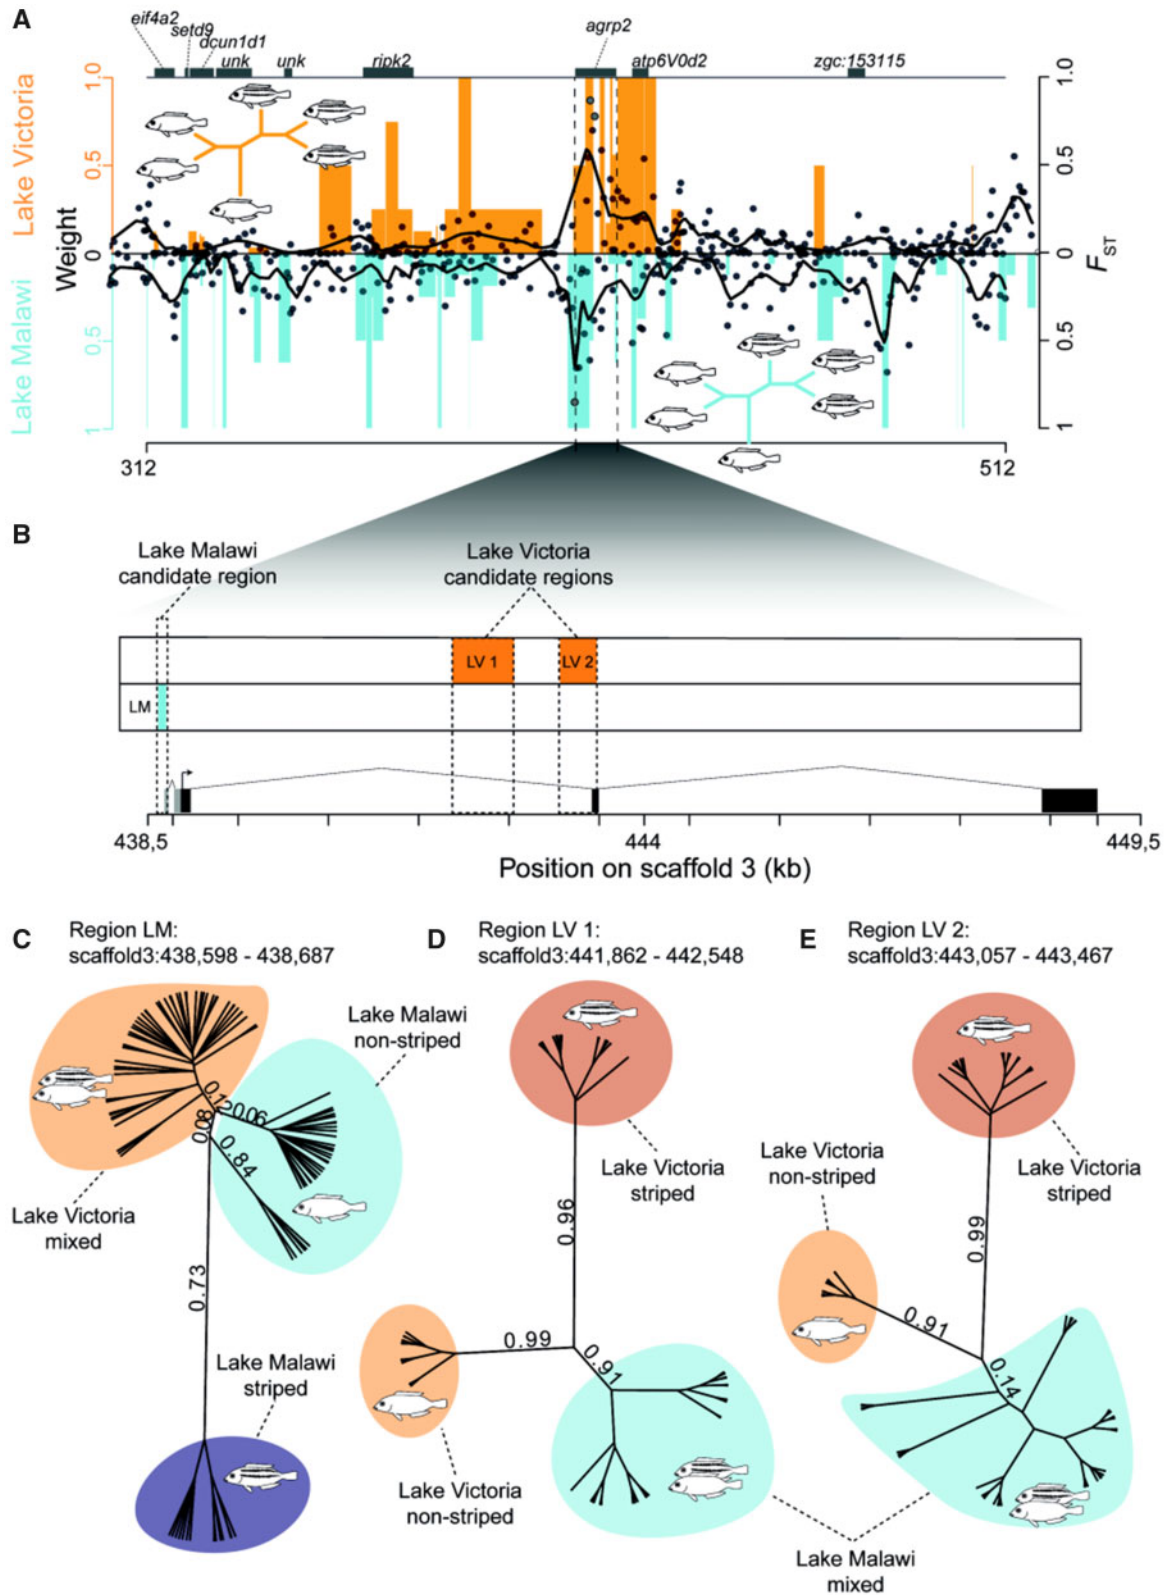 A
eif4a2
setd9
dcun1d1
unk
unk
ripk2
agrp2
atp6V0d2
zgc:153115
Lake Victoria
Lake Malawi
Weight
1.0
0.5
0
0.5
1
1.0
0.5
0
0.5
1
FST
312
512
B
Lake Malawi
candidate region
Lake Victoria
candidate regions
LV 1
LV 2
LM
438,5
444
449,5
Position on scaffold 3 (kb)
C
Region LM:
scaffold3:438,598 - 438,687
D
Region LV 1:
scaffold3:441,862 - 442,548
E
Region LV 2:
scaffold3:443,057 - 443,467
Lake Malawi
non-striped
0.84
0.73
Lake Victoria
mixed
Lake Malawi
striped
Lake Victoria
striped
0.96
0.99
0.91
Lake Victoria
non-striped
Lake Victoria
non-striped
Lake Victoria
striped
0.99
0.91
0.14
Lake Malawi
mixed